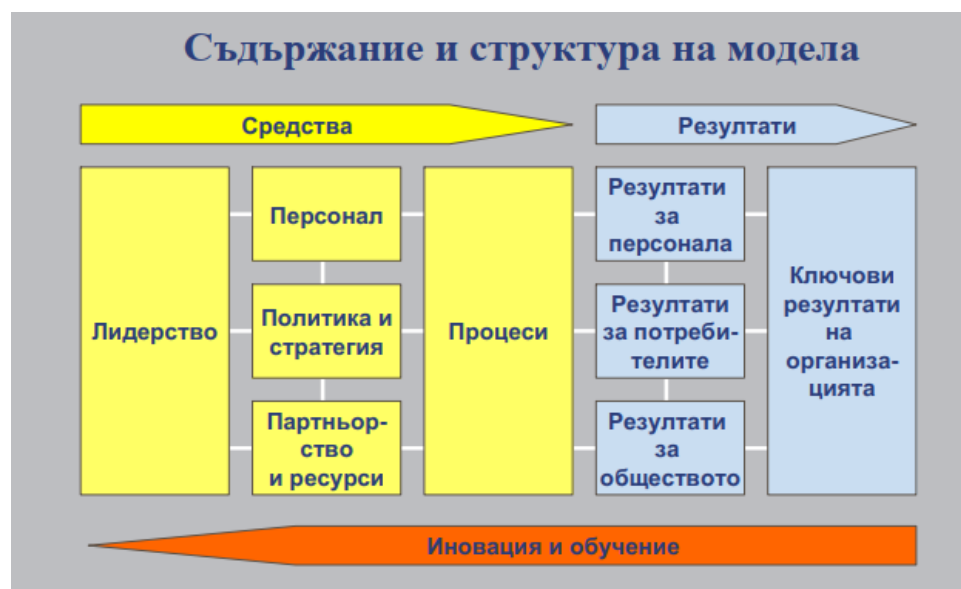 Съдържание и структура на модела
Средства
Резултати
Лидерство
Персонал
Политика и
стратегия
Партньор-
ство
и ресурси
Процеси
Резултати
за
персонала
Резултати
за потреби-
телите
Резултати
за
обществото
Ключови
резултати
на
организа-
цията
Иновация и обучение